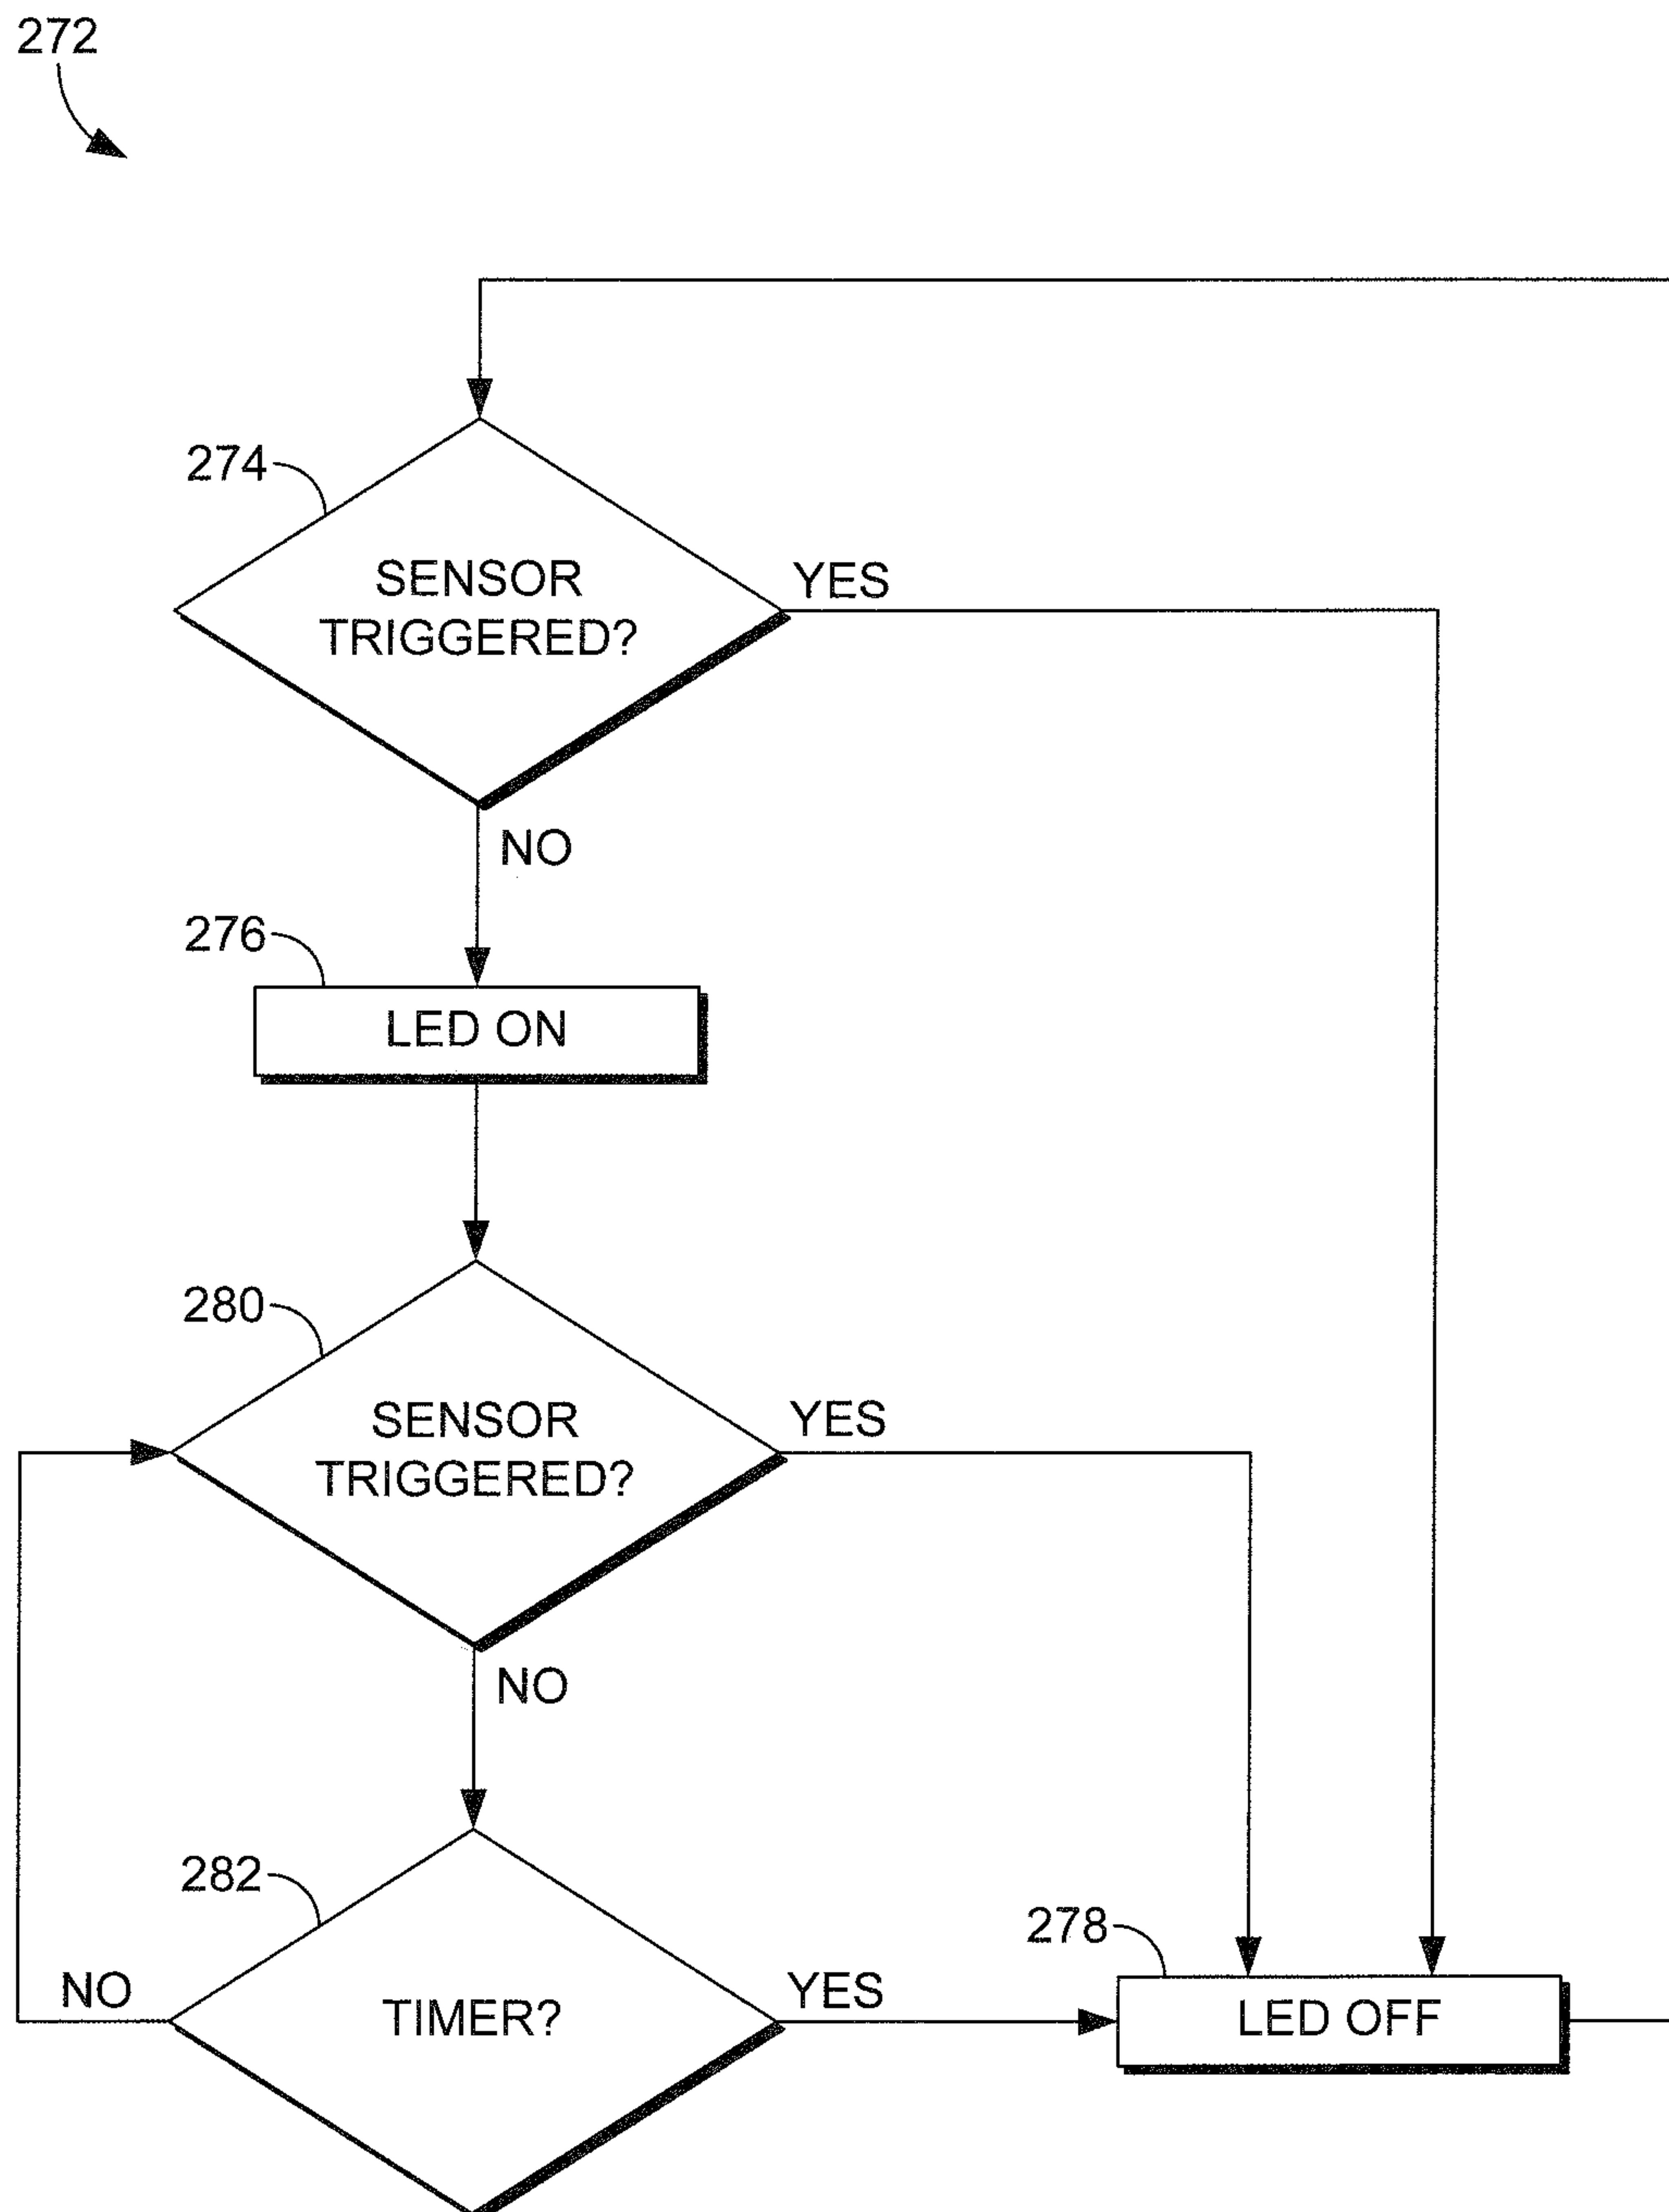 272
274
SENSOR
TRIGGERED?
YES
NO
276
LED ON
280
SENSOR
TRIGGERED?
YES
NO
282
TIMER?
NO
YES
278
LED OFF